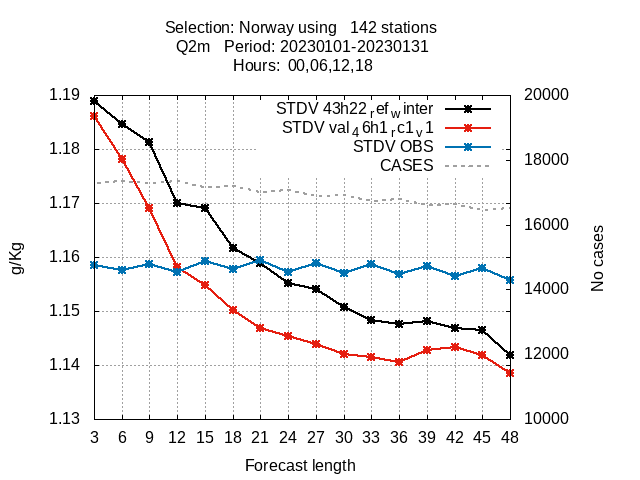 Selection: Norway using   142 stations
Q2m   Period: 20230101-20230131
Hours:  00,06,12,18
STDV 43h22_ref_winter
STDV val_46h1_rc1_v1
STDV OBS
CASES
1.19
1.18
1.17
1.16
1.15
1.14
1.13
20000
18000
16000
14000
12000
10000
g/Kg
No cases
3 6 9 12 15 18 21 24 27 30 33 36 39 42 45 48
Forecast length